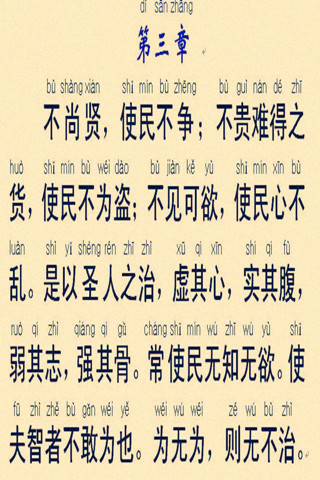 dì sān zhāng
第三章
bù shàng xián shǐ mín bù zhēng bù guì nán dé zhī
不尚贤，使民不争；不贵难得之
huò shǐ mín bù wéi dào bù jiàn kě yù shǐ mín xīn bù
货，使民不为盗；不见可欲，使民心不
luàn shì yǐ shéng rén zhī zhì xū qí xīn shí qí fù
乱。是以圣人之治，虚其心，实其腹，
ruò qí zhì qiáng qí gǔ cháng shǐ mín wú zhī wú yù shǐ
弱其志，强其骨。常使民无知无欲。使
fū zhì zhě bù gǎn wéi yě wéi wú wéi zé wú bù zhì
夫智者不敢为也。为无为，则无不治。